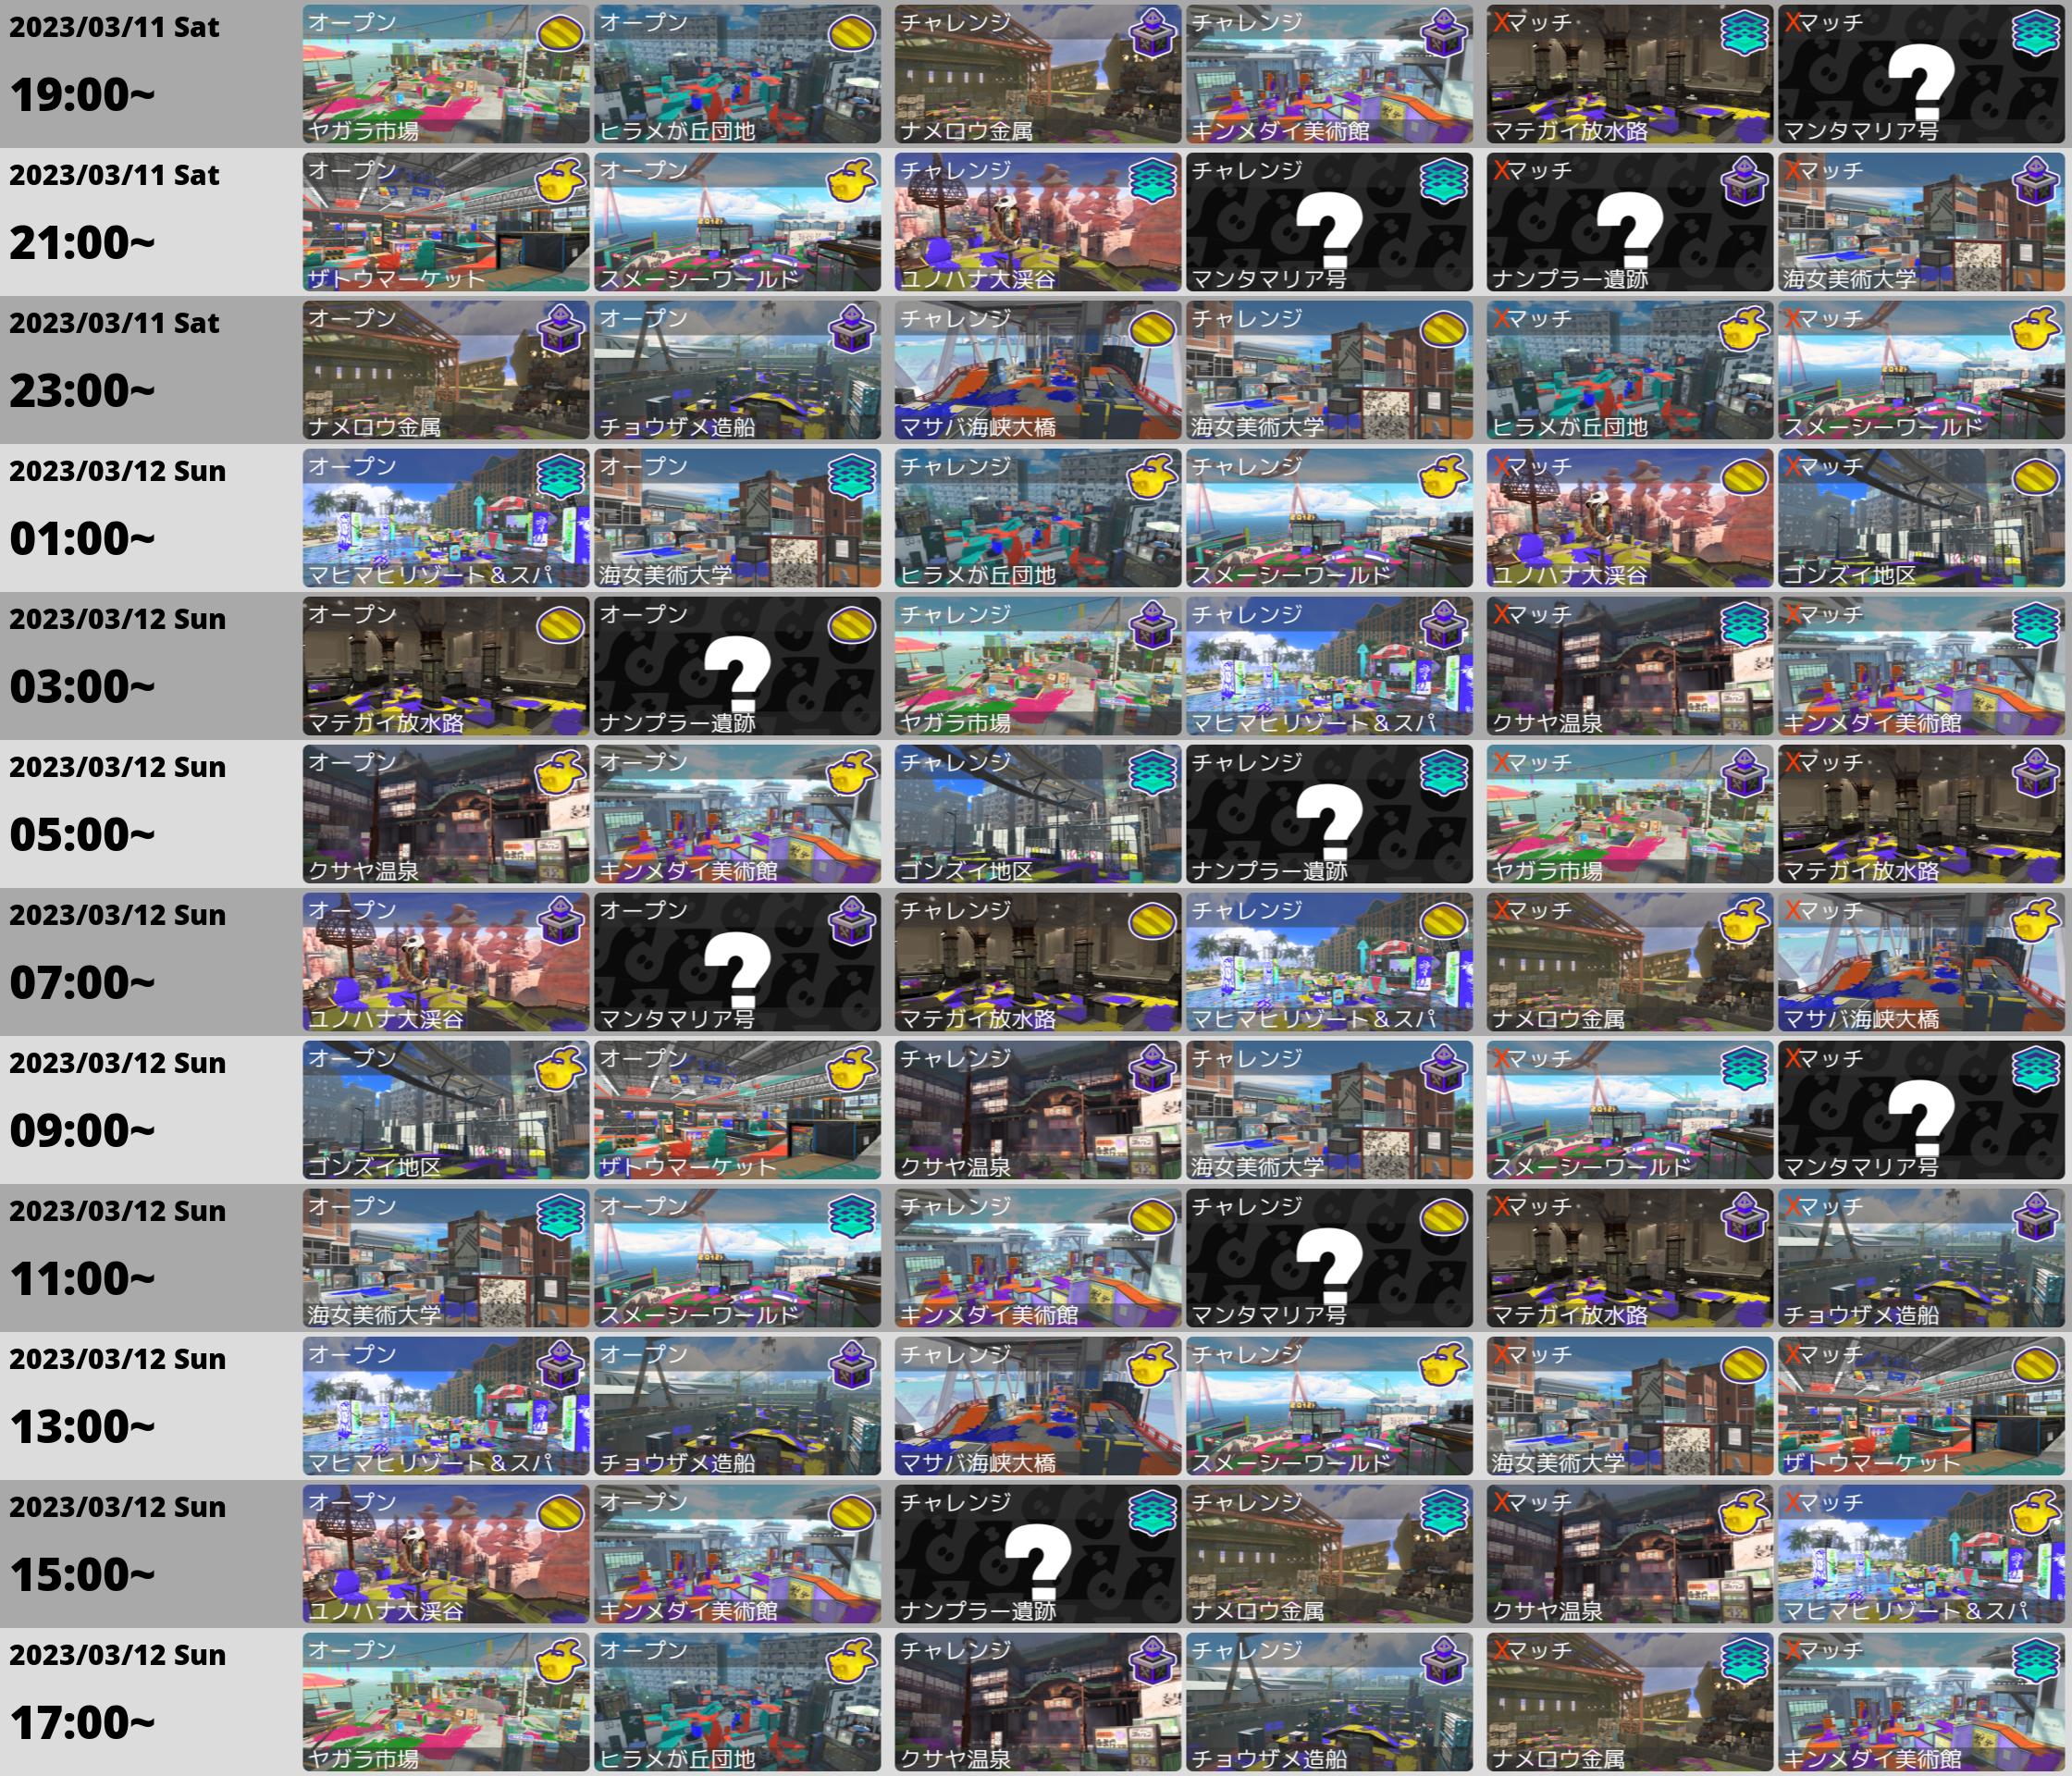 2023/03/11 Sat
19:00~
オープン オープン チャレンジ チャレンジ Xマッチ Xマッチ
ヤガラ市場 ヒラメが丘団地 ナメロウ金属 キンメダイ美術館 マテガイ放水路 マンタマリア号
2023/03/11 Sat
21:00~
オープン オープン チャレンジ チャレンジ Xマッチ Xマッチ
ザトウマーケット スメーシーワールド ユノハナ大渓谷 マンタマリア号 ナンプラー遺跡 海女美術大学
2023/03/11 Sat
23:00~
オープン オープン チャレンジ チャレンジ Xマッチ Xマッチ
ナメロウ金属 チョウザメ造船 マサバ海峡大橋 海女美術大学 ヒラメが丘団地 スメーシーワールド
2023/03/12 Sun
01:00~
オープン オープン チャレンジ チャレンジ Xマッチ Xマッチ
マヒマヒリゾート＆スパ 海女美術大学 ヒラメが丘団地 スメーシーワールド ユノハナ大渓谷 ゴンズイ地区
2023/03/12 Sun
03:00~
オープン オープン チャレンジ チャレンジ Xマッチ Xマッチ
マテガイ放水路 ナンプラー遺跡 ヤガラ市場 マヒマヒリゾート＆スパ クサヤ温泉 キンメダイ美術館
2023/03/12 Sun
05:00~
オープン オープン チャレンジ チャレンジ Xマッチ Xマッチ
クサヤ温泉 キンメダイ美術館 ゴンズイ地区 ナンプラー遺跡 ヤガラ市場 マテガイ放水路
2023/03/12 Sun
07:00~
オープン オープン チャレンジ チャレンジ Xマッチ Xマッチ
ユノハナ大渓谷 マンタマリア号 マテガイ放水路 マヒマヒリゾート＆スパ ナメロウ金属 マサバ海峡大橋
2023/03/12 Sun
09:00~
オープン オープン チャレンジ チャレンジ Xマッチ Xマッチ
ゴンズイ地区 ザトウマーケット クサヤ温泉 海女美術大学 スメーシーワールド マンタマリア号
2023/03/12 Sun
11:00~
オープン オープン チャレンジ チャレンジ Xマッチ Xマッチ
海女美術大学 スメーシーワールド キンメダイ美術館 マンタマリア号 マテガイ放水路 チョウザメ造船
2023/03/12 Sun
13:00~
オープン オープン チャレンジ チャレンジ Xマッチ Xマッチ
マヒマヒリゾート＆スパ チョウザメ造船 マサバ海峡大橋 スメーシーワールド 海女美術大学 ザトウマーケット
2023/03/12 Sun
15:00~
オープン オープン チャレンジ チャレンジ Xマッチ Xマッチ
ユノハナ大渓谷 キンメダイ美術館 ナンプラー遺跡 ナメロウ金属 クサヤ温泉 マヒマヒリゾート＆スパ
2023/03/12 Sun
17:00~
オープン オープン チャレンジ チャレンジ Xマッチ Xマッチ
ヤガラ市場 ヒラメが丘団地 クサヤ温泉 チョウザメ造船 ナメロウ金属 キンメダイ美術館